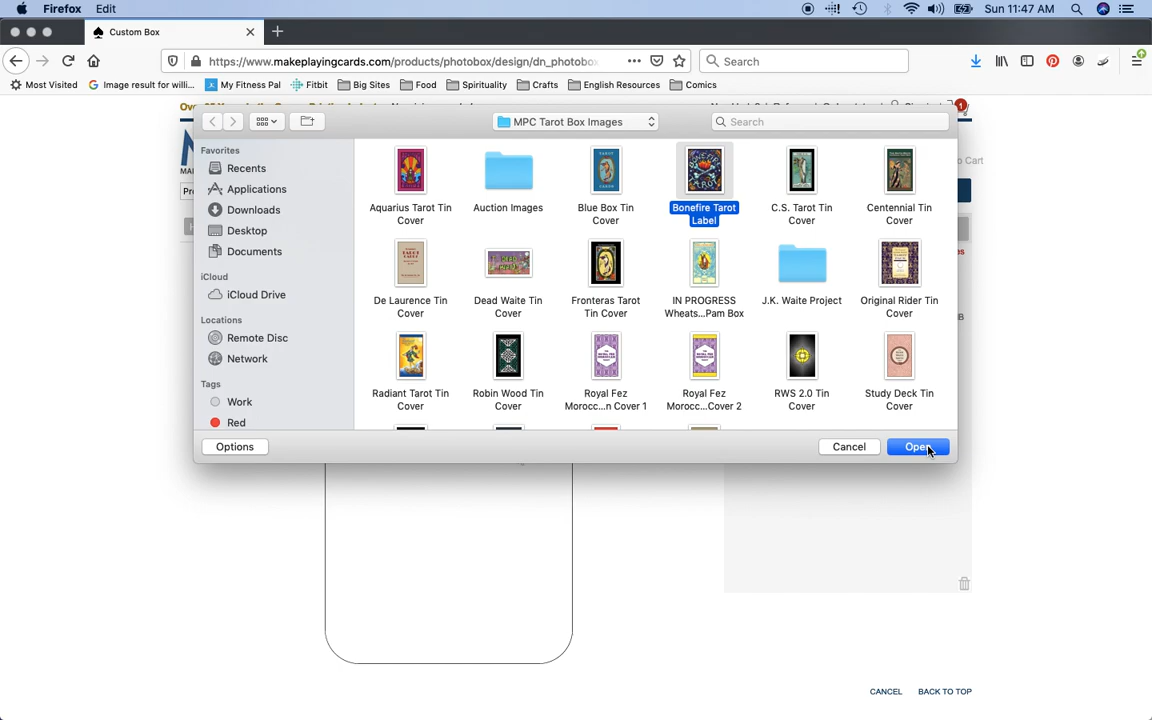 Firefox Edit Sun 11:47 AM
Custom Box
https://www.makeplayingcards.com/products/photobox/design/dn_photobox Search
Most Visited Image result for willi... My Fitness Pal Fitbit Big Sites Food Spirituality Crafts English Resources Comics
1
MPC Tarot Box Images Search
Favorites
Recents
Applications
Downloads
Desktop
Documents
iCloud
iCloud Drive
Locations
Remote Disc
Network
Tags
Work
Red
Aquarius Tarot Tin Cover
Auction Images
Blue Box Tin Cover
Bonefire Tarot Label
C.S. Tarot Tin Cover
Centennial Tin Cover
De Laurence Tin Cover
Dead Waite Tin Cover
Fronteras Tarot Tin Cover
IN PROGRESS Wheats...Pam Box
J.K. Waite Project
Original Rider Tin Cover
Radiant Tarot Tin Cover
Robin Wood Tin Cover
Royal Fez Morocc...n Cover 1
Royal Fez Morocc...Cover 2
RWS 2.0 Tin Cover
Study Deck Tin Cover
Options Cancel Open
o Cart
CANCEL BACK TO TOP